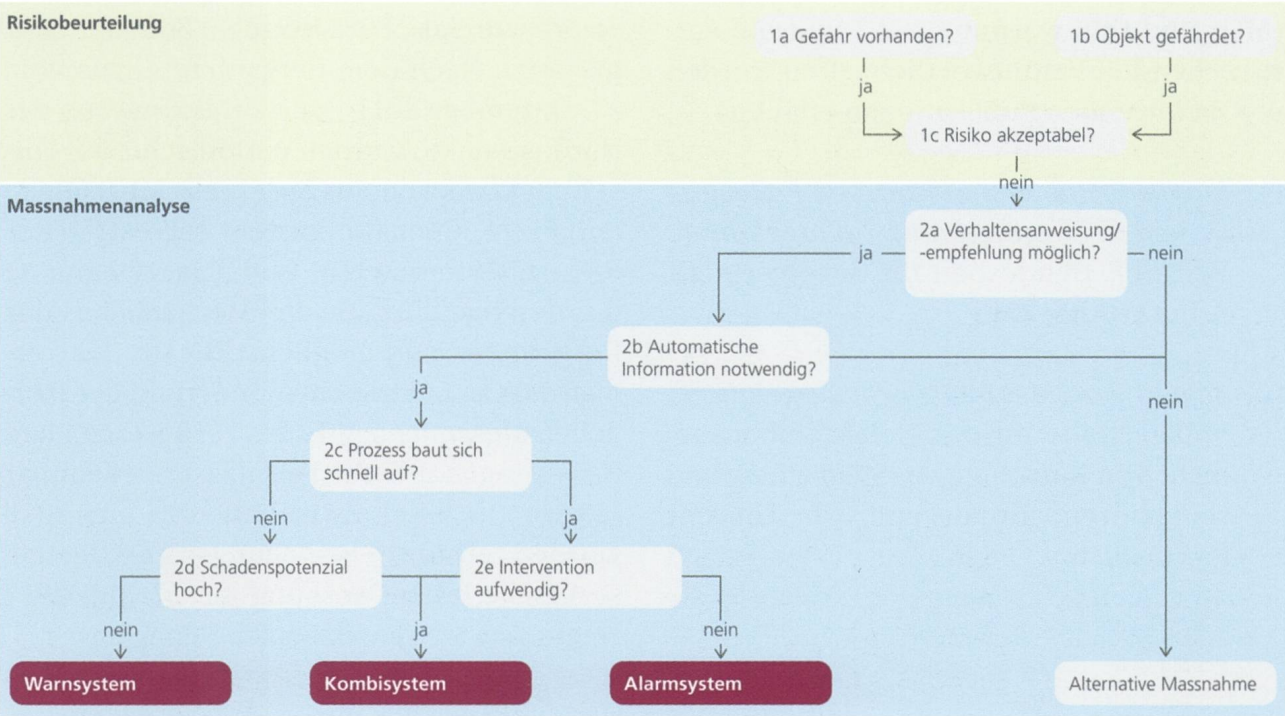 Risikobeurteilung
1a Gefahr vorhanden?
1b Objekt gefährdet?
ja
ja
1c Risiko akzeptabel?
nein
Massnahmenanalyse
2a Verhaltensanweisung/
-empfehlung möglich?
ja
nein
2b Automatische
Information notwendig?
ja
nein
2c Prozess baut sich
schnell auf?
nein
ja
2d Schadenspotenzial
hoch?
2e Intervention
aufwendig?
nein
ja
nein
Warnsystem
Kombisystem
Alarmsystem
Alternative Massnahme